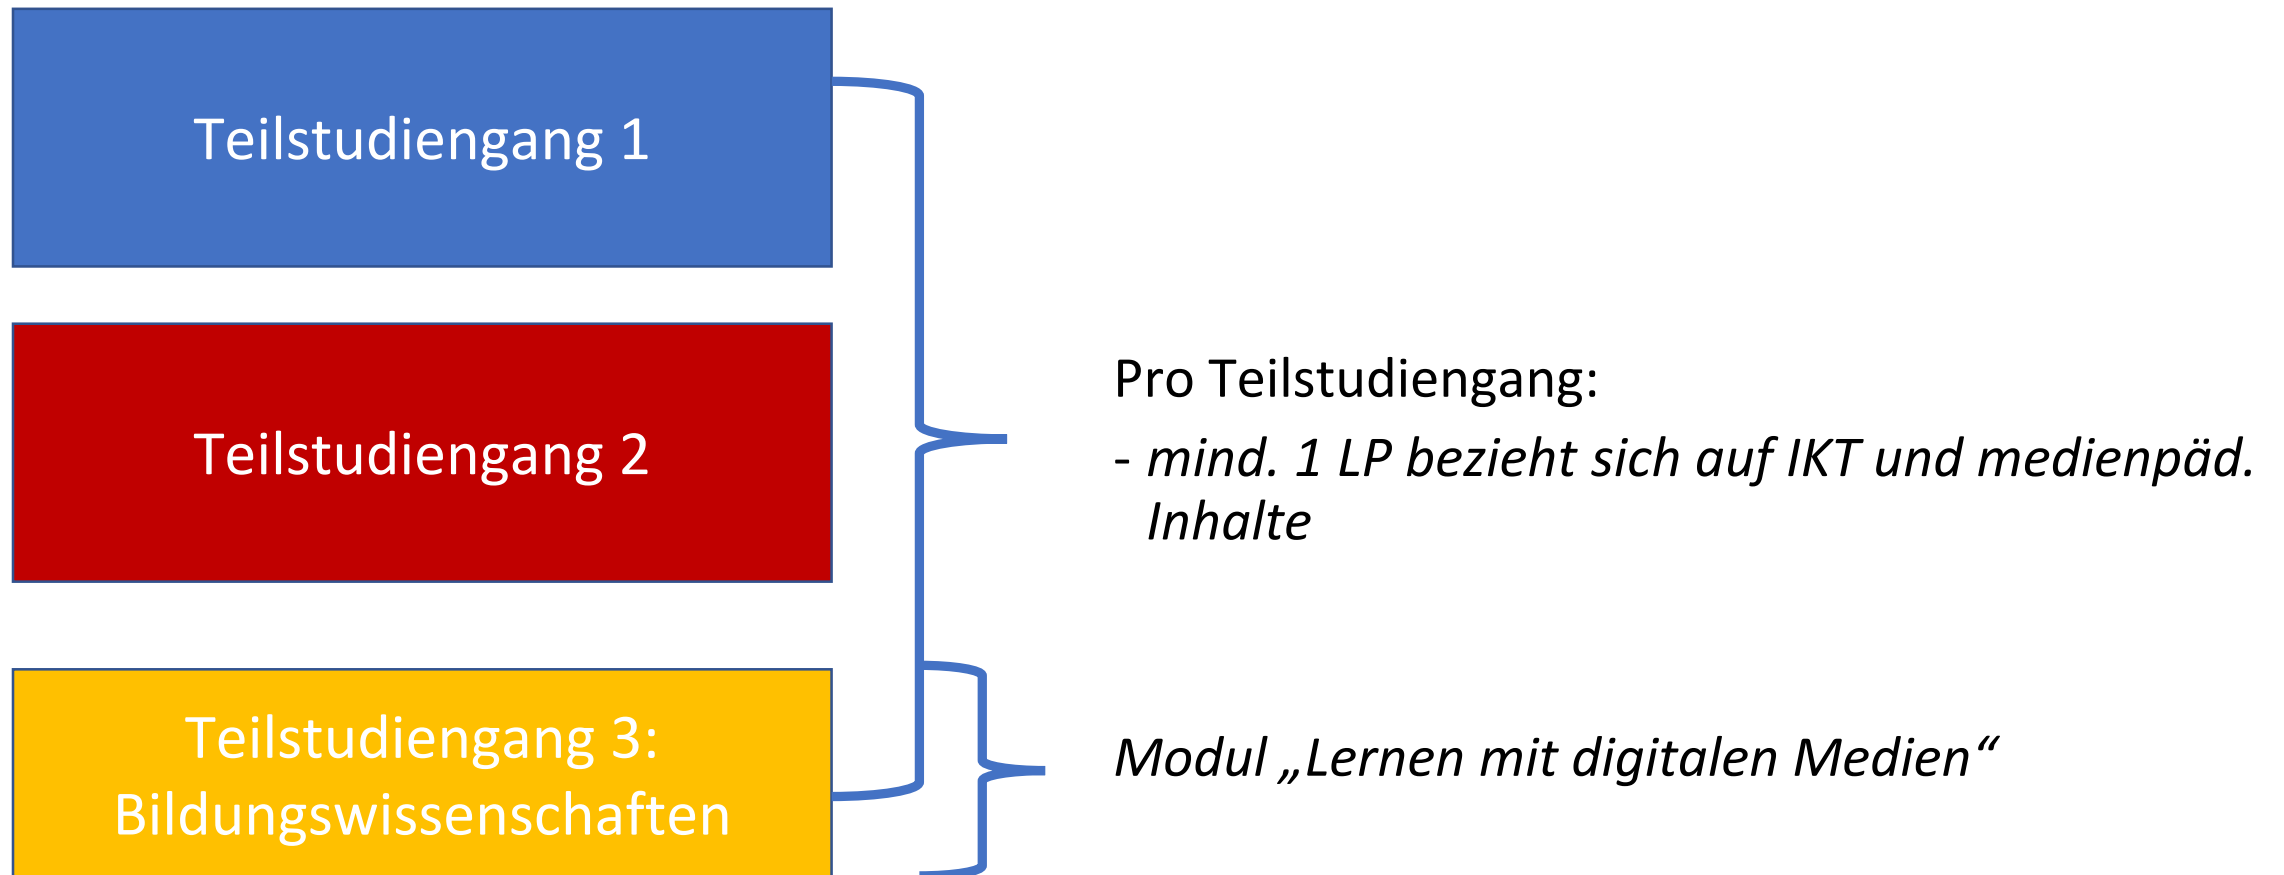 Teilstudiengang 1
Teilstudiengang 2
Pro Teilstudiengang:
- mind. 1 LP bezieht sich auf IKT und medienpäd.
Inhalte
Teilstudiengang 3:
Bildungswissenschaften
Modul „Lernen mit digitalen Medien“